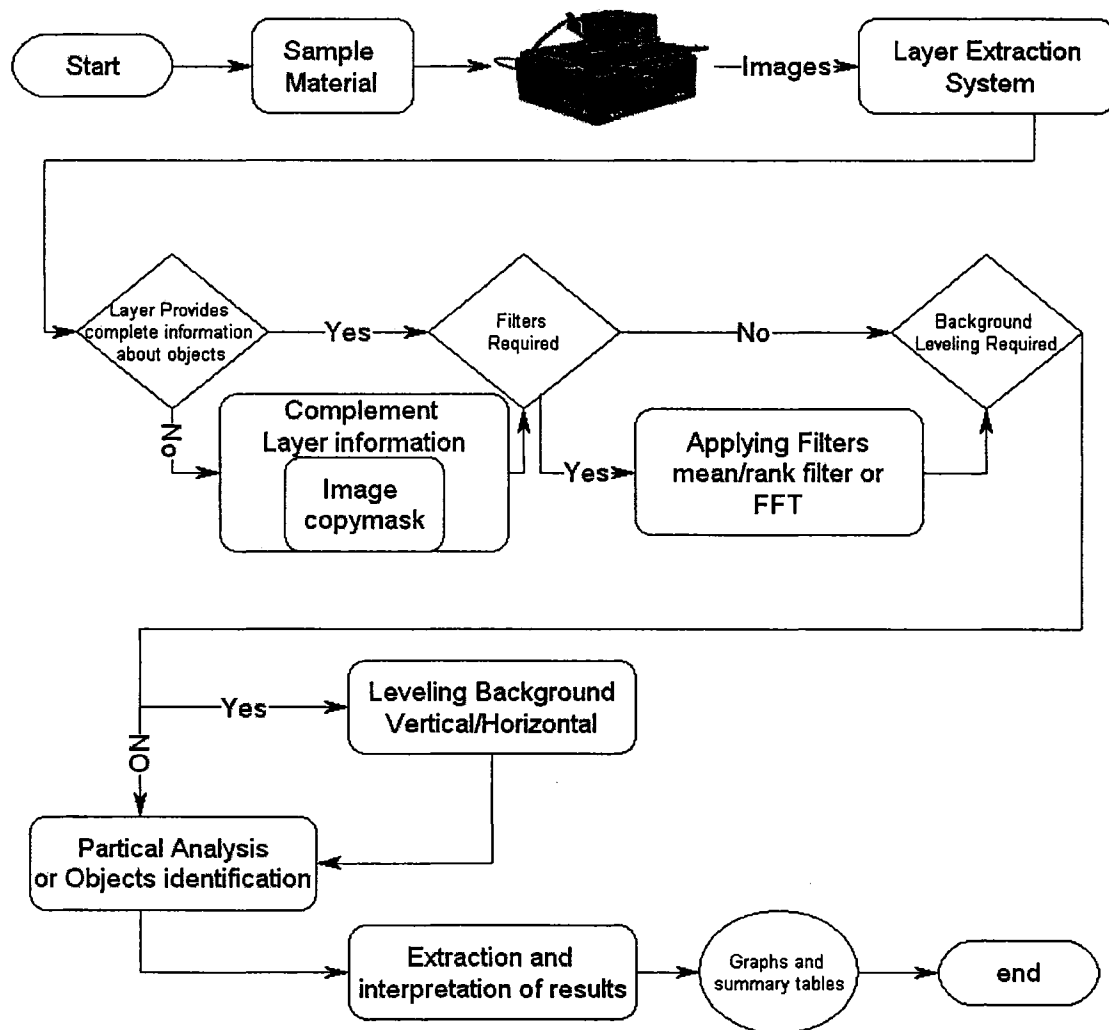 Start
Sample
Material
Images
Layer Extraction
System
Layer Provides
complete information
about objects
Yes
Filters
Required
No
Background
Leveling Required
No
Complement
Layer information
Image
copymask
Yes
Applying Filters
mean/rank filter or
FFT
Yes
Leveling Background
Vertical/Horizontal
NO
Partical Analysis
or Objects identification
Extraction and
interpretation of results
Graphs and
summary tables
end